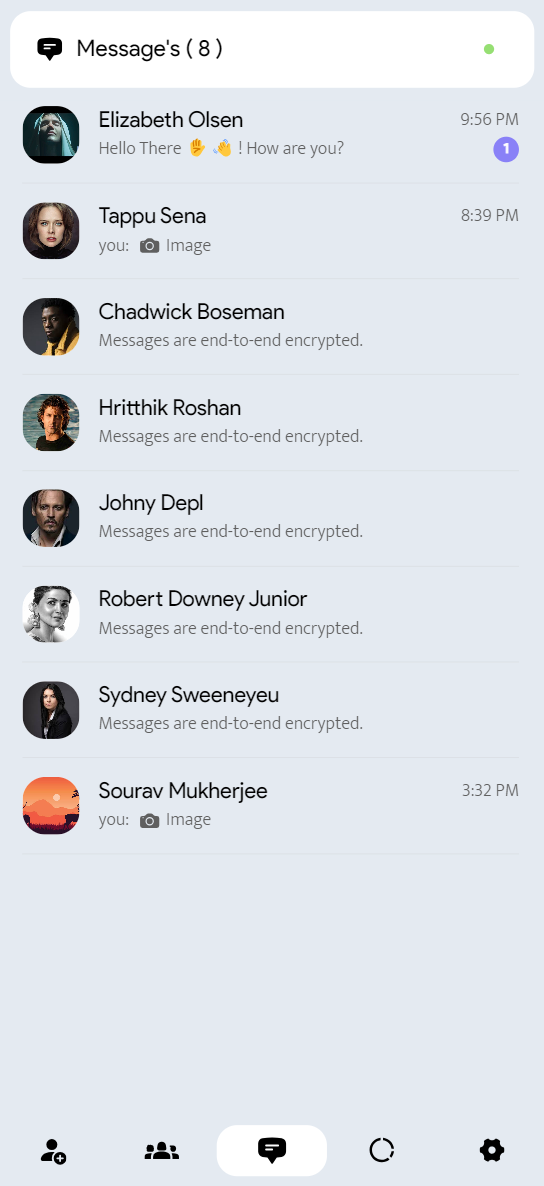 Message's ( 8 )
Elizabeth Olsen 9:56 PM
Hello There ✋ 👋 ! How are you? 1
Tappu Sena 8:39 PM
you: 📷 Image
Chadwick Boseman
Messages are end-to-end encrypted.
Hritthik Roshan
Messages are end-to-end encrypted.
Johny Depl
Messages are end-to-end encrypted.
Robert Downey Junior
Messages are end-to-end encrypted.
Sydney Sweeneyeu
Messages are end-to-end encrypted.
Sourav Mukherjee 3:32 PM
you: 📷 Image